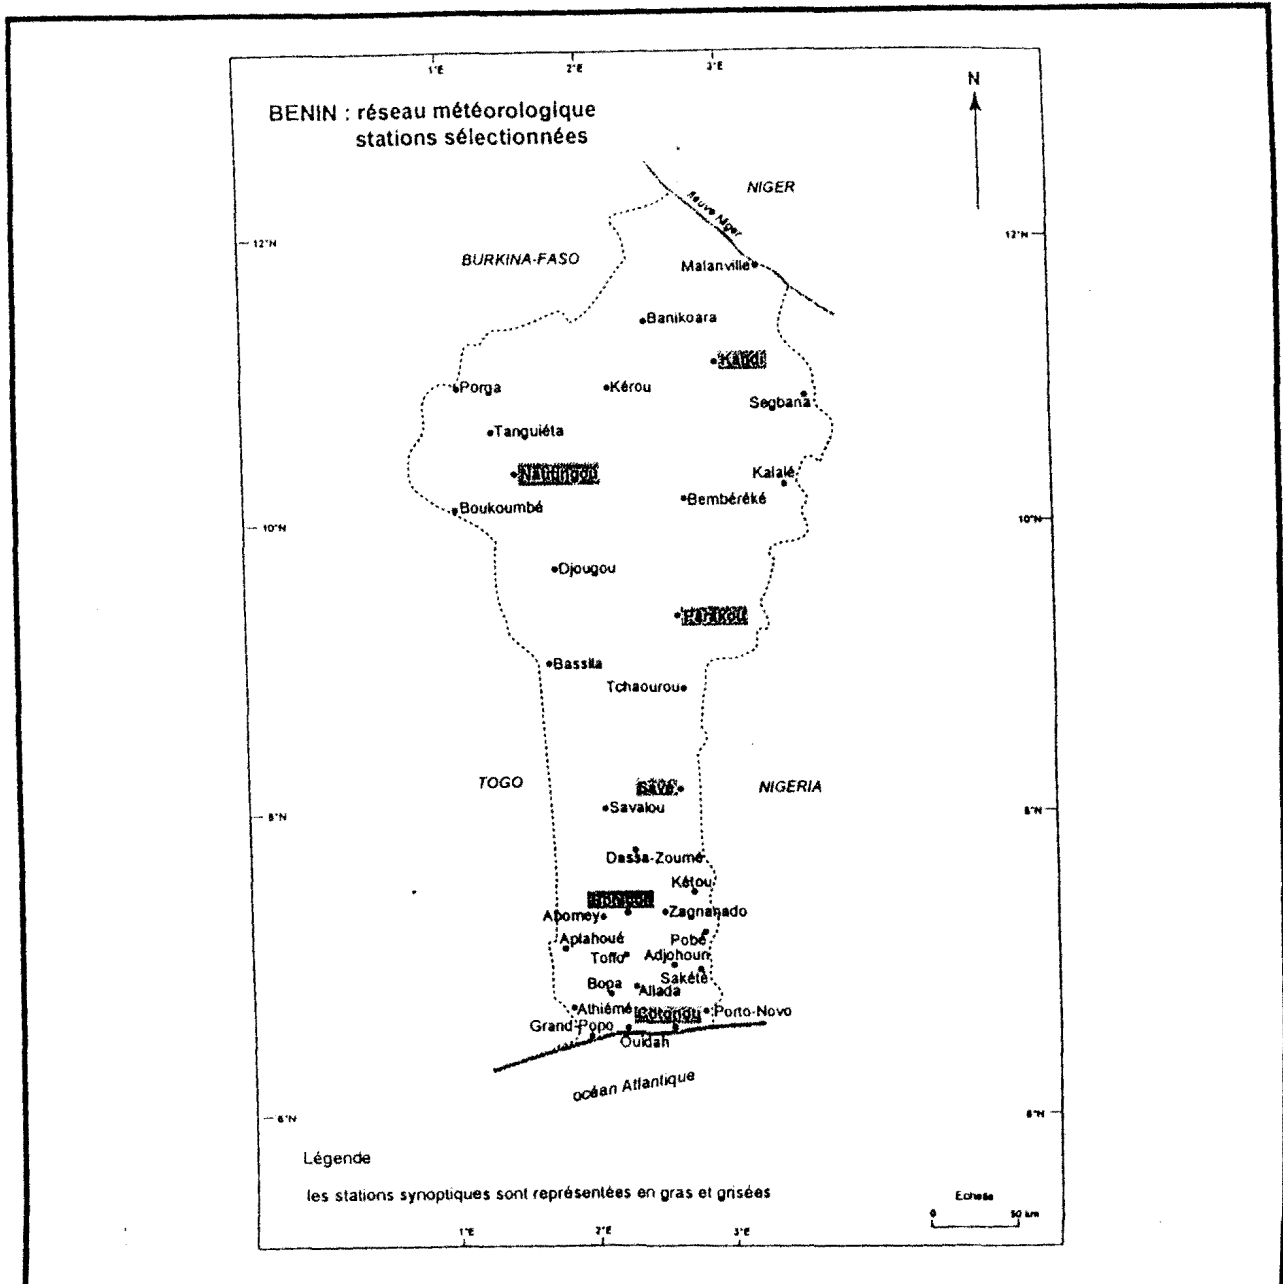 1°E 2°E 3°E
N
BENIN : réseau météorologique
stations sélectionnées
NIGER
fleuve Niger
12°N 12°N
BURKINA-FASO
Malanville
Banikoara
Kandi
Porga
Kérou
Segbana
Tanguiéta
Natitingou
Kalalé
Bembéréké
Boukoumbé
10°N 10°N
Djougou
Parakou
Bassila
Tchaourou
TOGO
Savè
NIGERIA
Savalou
8°N 8°N
Dassa-Zoumé
Kétou
Bohicon
Abomey
Zagnanado
Aplahoué
Pobé
Toffo
Adjohoun
Sakété
Bopa
Allada
Athiémé
Cotonou
Porto-Novo
Grand-Popo
Ouidah
océan Atlantique
6°N 6°N
Légende
les stations synoptiques sont représentées en gras et grisées
Echelle
0 50 km
1°E 2°E 3°E